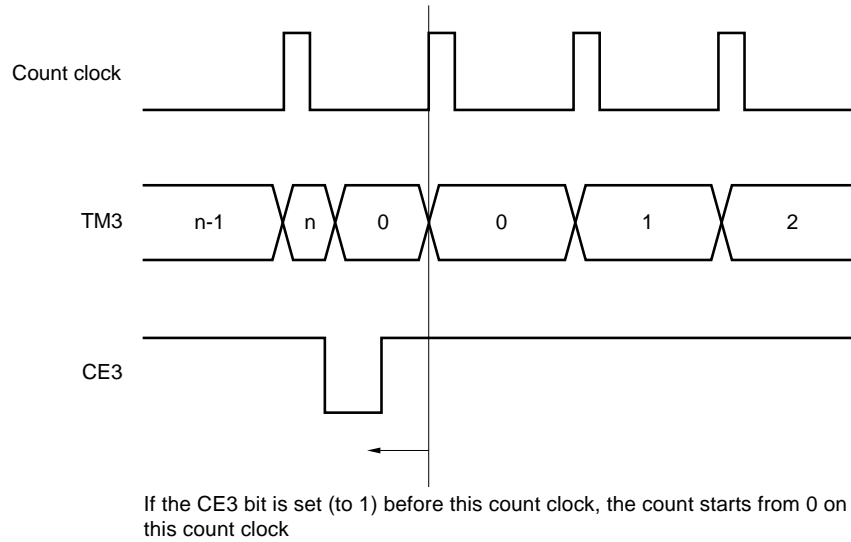 Count clock
TM3
n-1 n 0 0 1 2
CE3
If the CE3 bit is set (to 1) before this count clock, the count starts from 0 on
this count clock